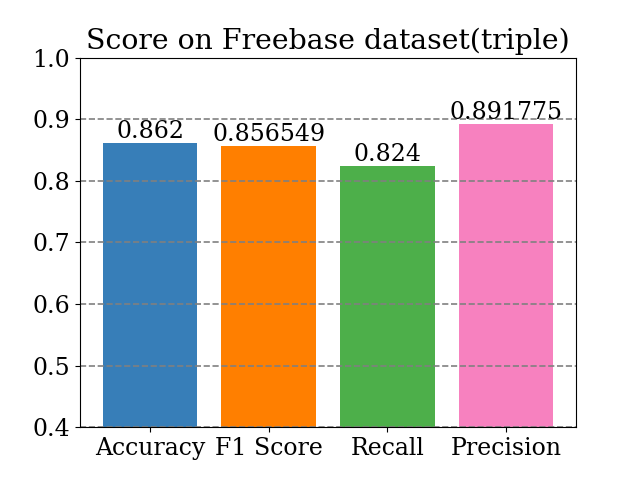 Score on Freebase dataset(triple)
1.0
0.9
0.8
0.7
0.6
0.5
0.4
0.862
0.856549
0.824
0.891775
Accuracy
F1 Score
Recall
Precision